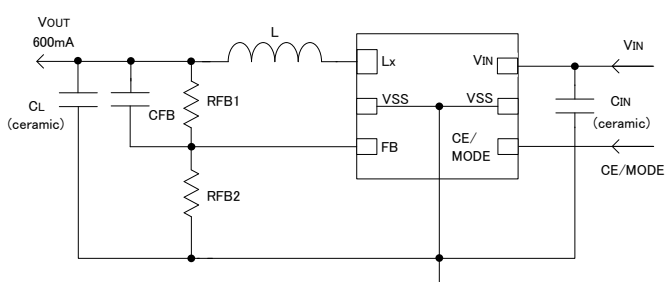 VOUT
600mA
L
Lx
VIN
VIN
CL
(ceramic)
CFB
RFB1
VSS
VSS
CIN
(ceramic)
FB
CE/
MODE
CE/MODE
RFB2